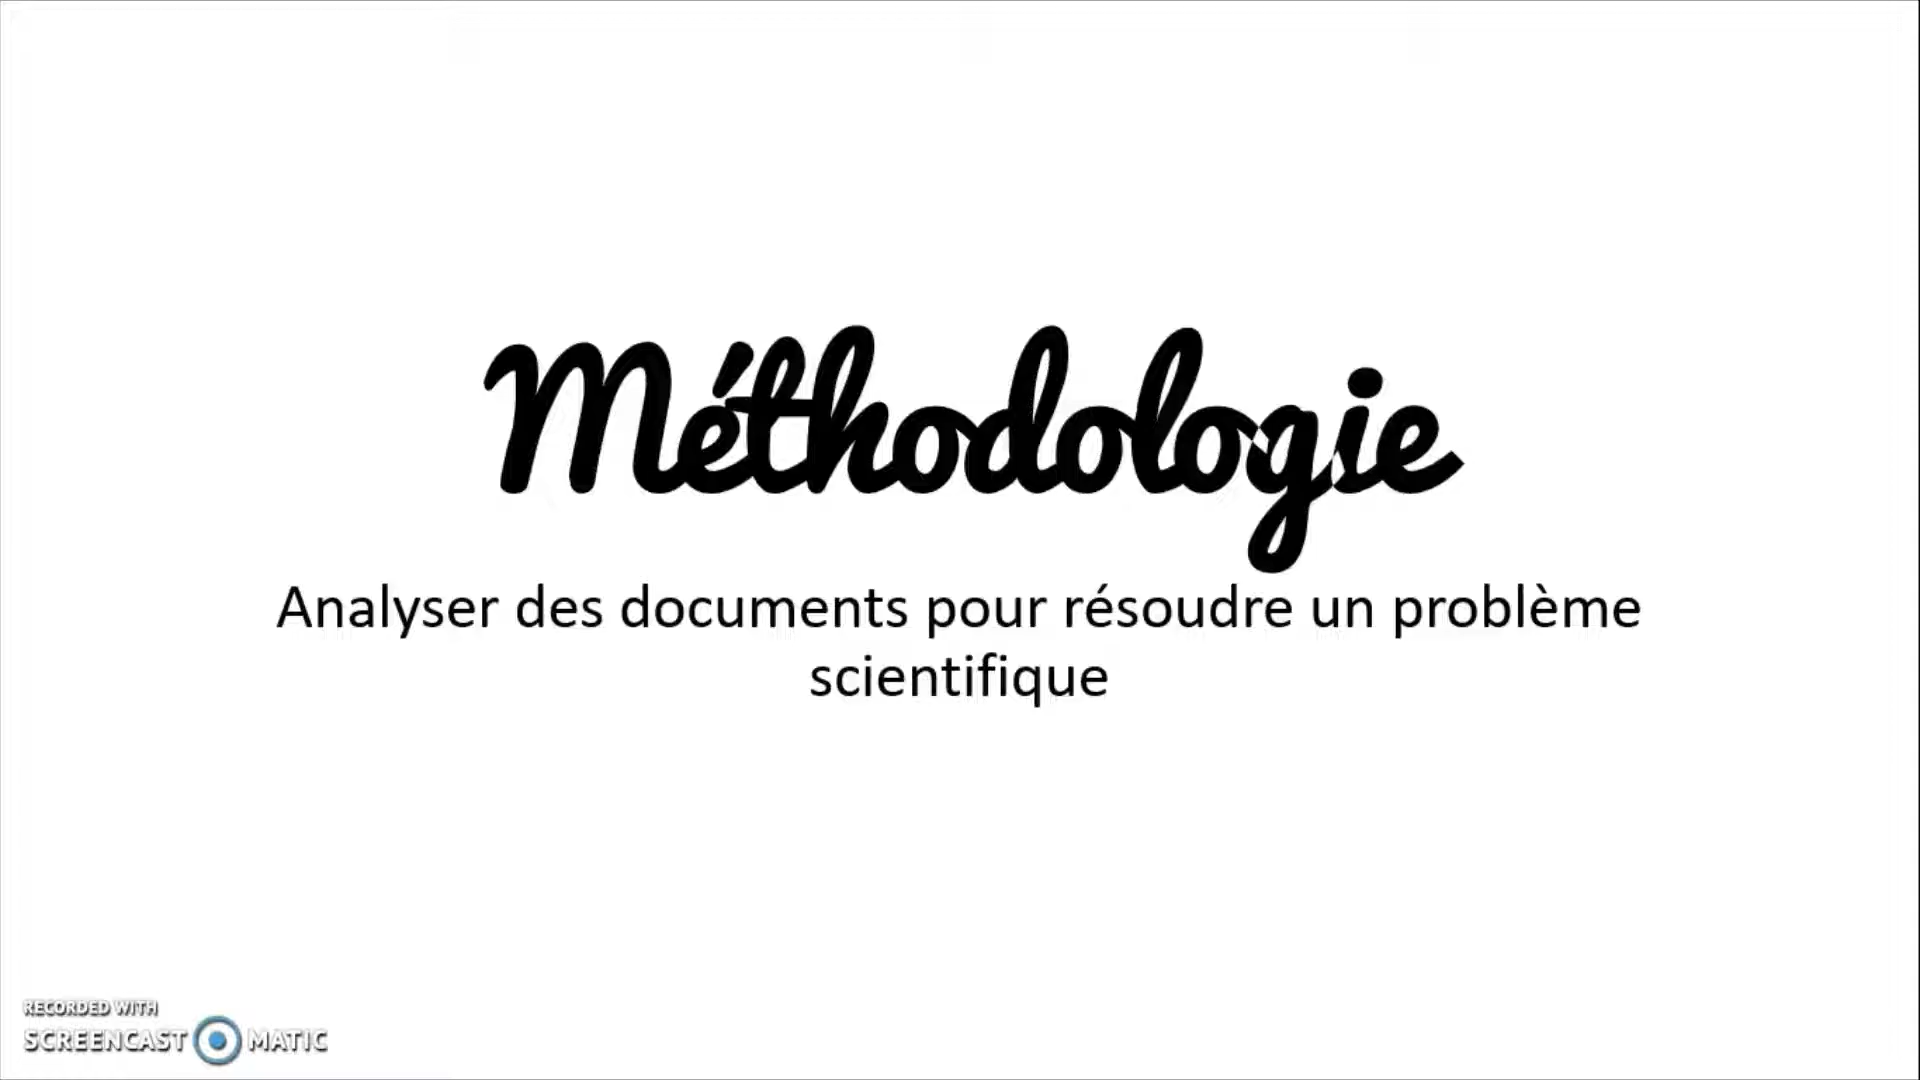 Méthodologie
Analyser des documents pour résoudre un problème
scientifique
RECORDED WITH
SCREENCAST MATIC